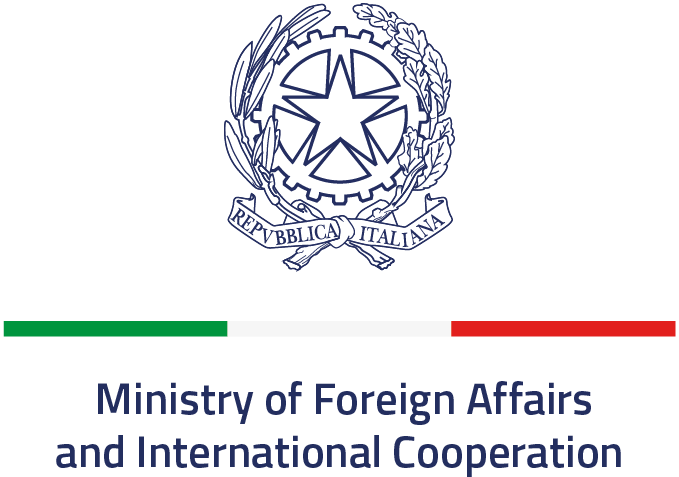 REPVBBLICA ITALIANA
Ministry of Foreign Affairs
and International Cooperation